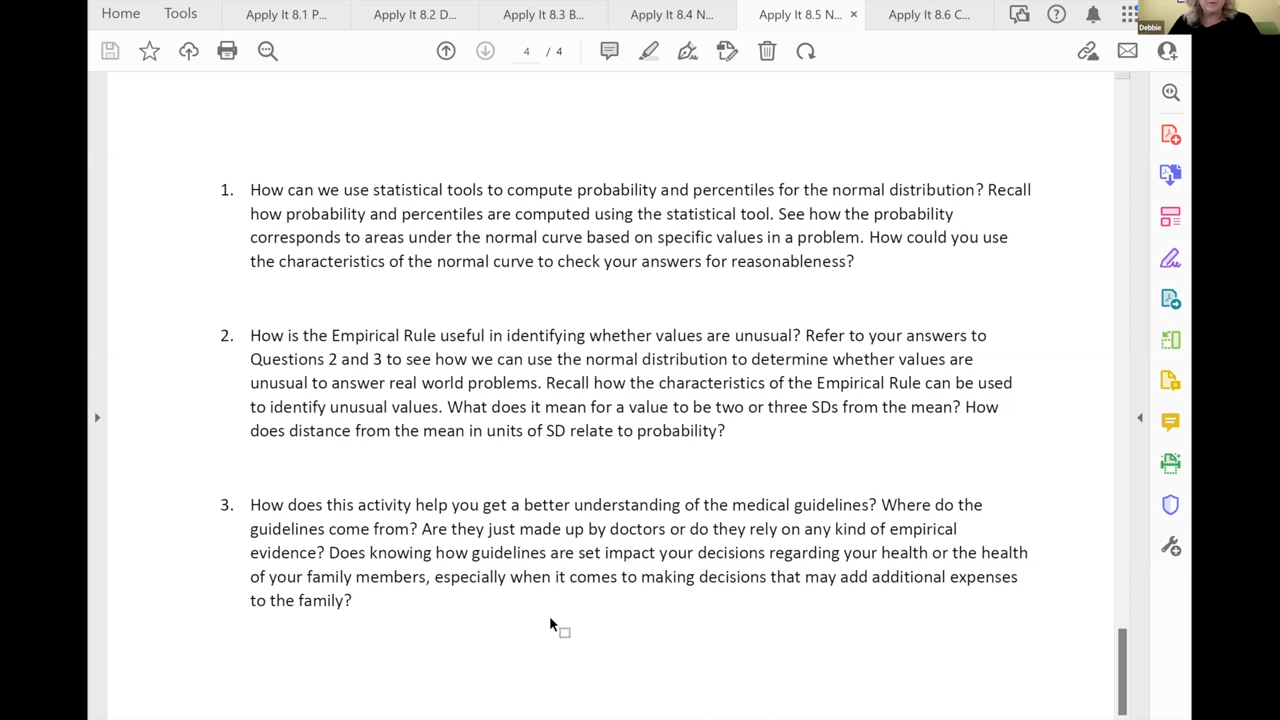 Home Tools Apply It 8.1 P... Apply It 8.2 D... Apply It 8.3 B... Apply It 8.4 N... Apply It 8.5 N... × Apply It 8.6 C...
Debbie
4 / 4
1. How can we use statistical tools to compute probability and percentiles for the normal distribution? Recall
how probability and percentiles are computed using the statistical tool. See how the probability
corresponds to areas under the normal curve based on specific values in a problem. How could you use
the characteristics of the normal curve to check your answers for reasonableness?
2. How is the Empirical Rule useful in identifying whether values are unusual? Refer to your answers to
Questions 2 and 3 to see how we can use the normal distribution to determine whether values are
unusual to answer real world problems. Recall how the characteristics of the Empirical Rule can be used
to identify unusual values. What does it mean for a value to be two or three SDs from the mean? How
does distance from the mean in units of SD relate to probability?
3. How does this activity help you get a better understanding of the medical guidelines? Where do the
guidelines come from? Are they just made up by doctors or do they rely on any kind of empirical
evidence? Does knowing how guidelines are set impact your decisions regarding your health or the health
of your family members, especially when it comes to making decisions that may add additional expenses
to the family?